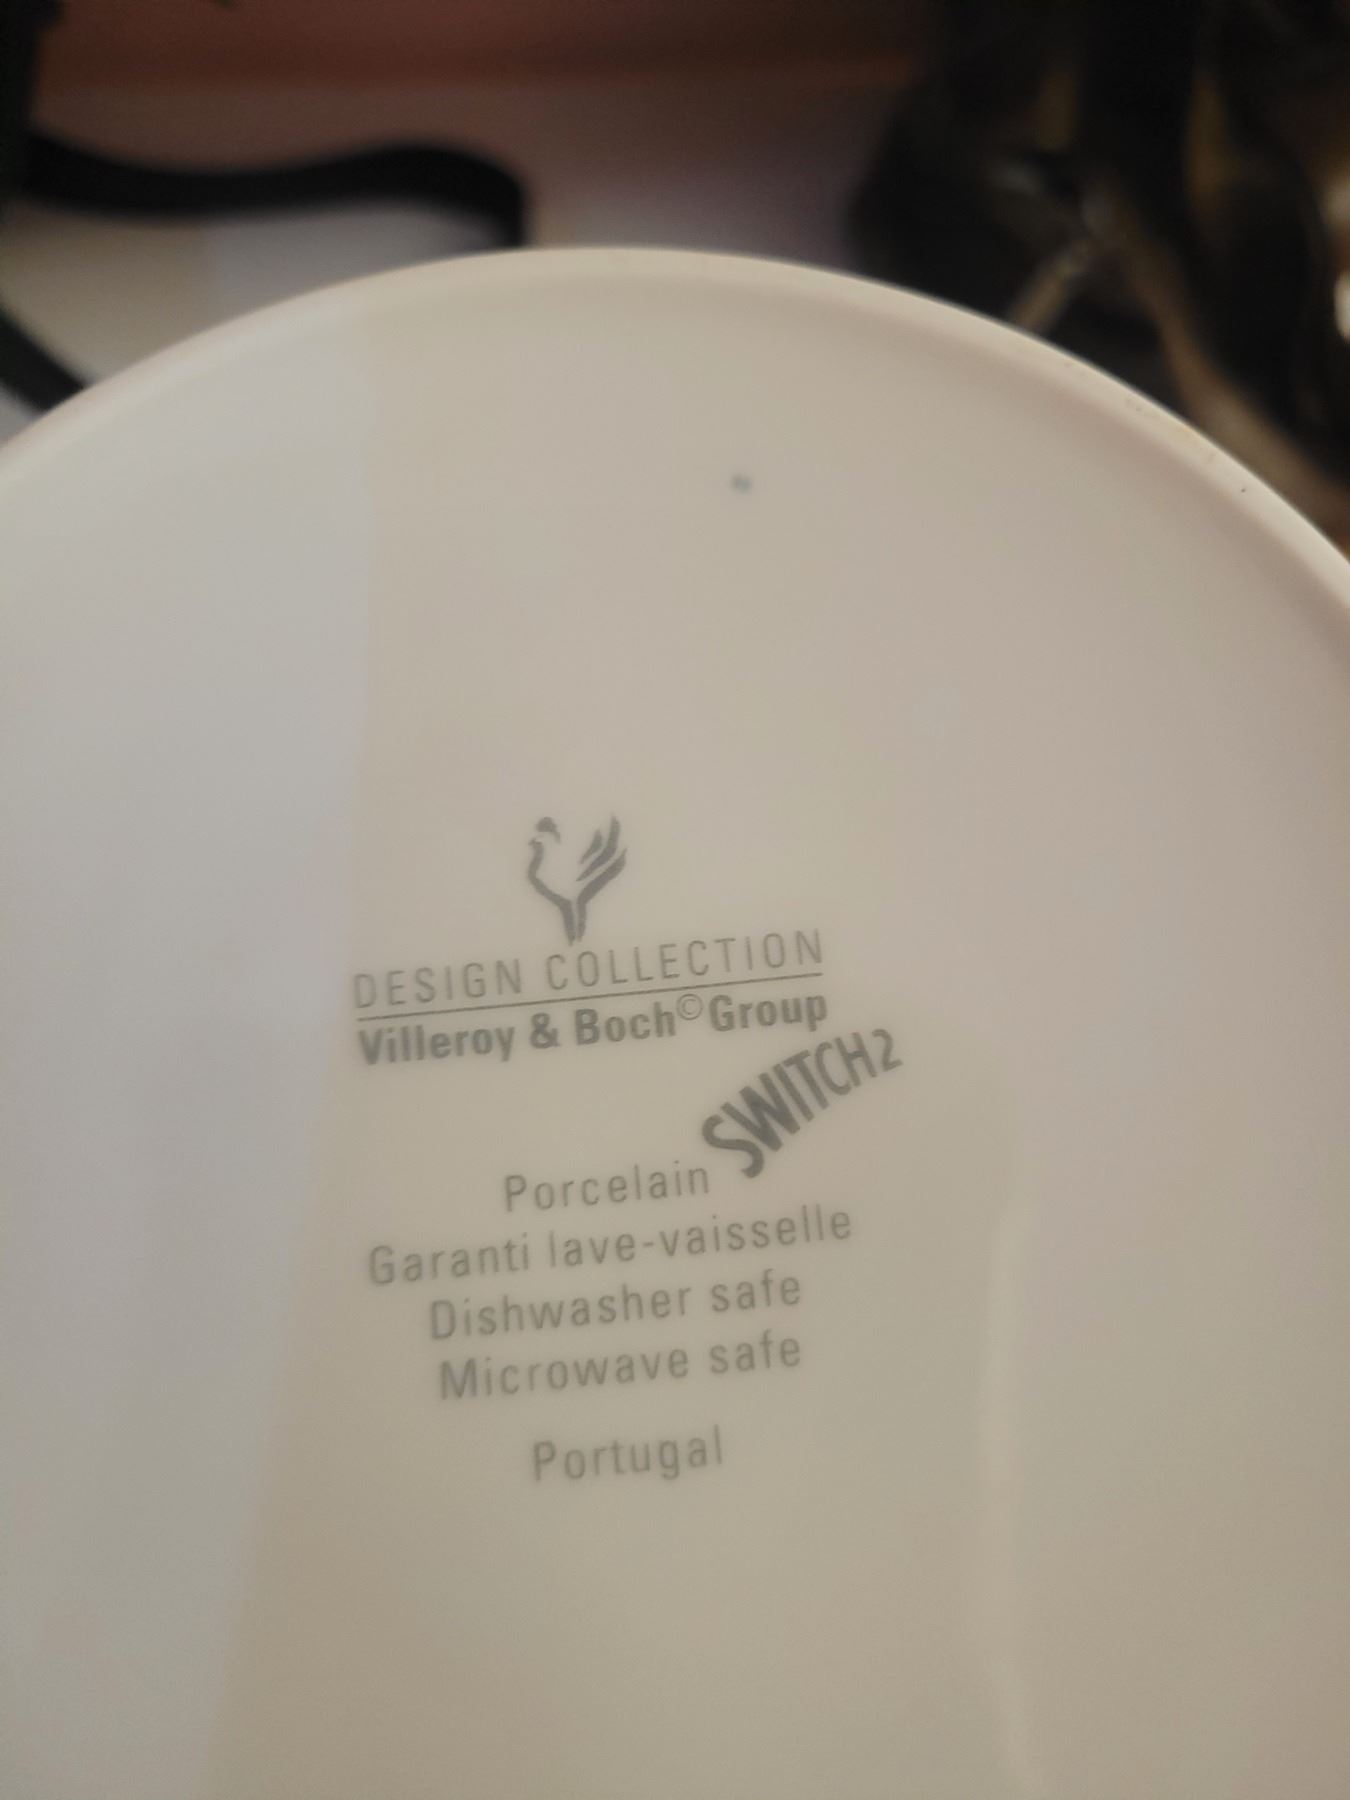 DESIGN COLLECTION
Villeroy & Boch© Group
SWITCH2
Porcelain
Garanti lave-vaisselle
Dishwasher safe
Microwave safe
Portugal